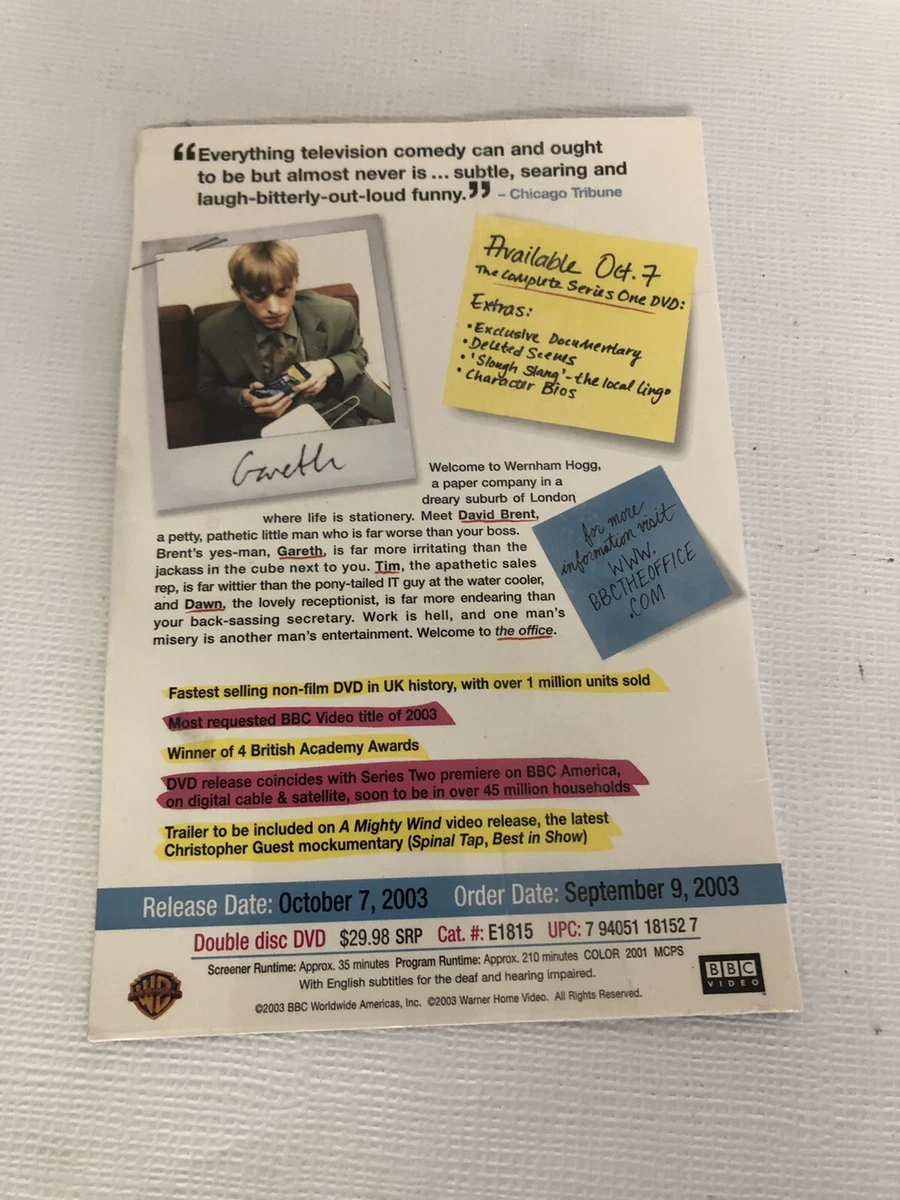 “Everything television comedy can and ought
to be but almost never is ... subtle, searing and
laugh-bitterly-out-loud funny.” – Chicago Tribune
Gareth
Available Oct. 7
The Complete Series One DVD:
Extras:
• Exclusive Documentary
• Deleted Scenes
• 'Slough Slang' - the local lingo
• Character Bios
Welcome to Wernham Hogg,
a paper company in a
dreary suburb of London
where life is stationery. Meet David Brent,
a petty, pathetic little man who is far worse than your boss.
Brent's yes-man, Gareth, is far more irritating than the
jackass in the cube next to you. Tim, the apathetic sales
rep, is far wittier than the pony-tailed IT guy at the water cooler,
and Dawn, the lovely receptionist, is far more endearing than
your back-sassing secretary. Work is hell, and one man's
misery is another man's entertainment. Welcome to the office.
for more
information visit
WWW.
BBCTHEOFFICE
.COM
Fastest selling non-film DVD in UK history, with over 1 million units sold
Most requested BBC Video title of 2003
Winner of 4 British Academy Awards
DVD release coincides with Series Two premiere on BBC America,
on digital cable & satellite, soon to be in over 45 million households
Trailer to be included on A Mighty Wind video release, the latest
Christopher Guest mockumentary (Spinal Tap, Best in Show)
Release Date: October 7, 2003 Order Date: September 9, 2003
Double disc DVD $29.98 SRP Cat. #: E1815 UPC: 7 94051 18152 7
Screener Runtime: Approx. 35 minutes Program Runtime: Approx. 210 minutes COLOR 2001 MCPS
With English subtitles for the deaf and hearing impaired.
©2003 BBC Worldwide Americas, Inc. ©2003 Warner Home Video. All Rights Reserved.
WB
BBC
VIDEO